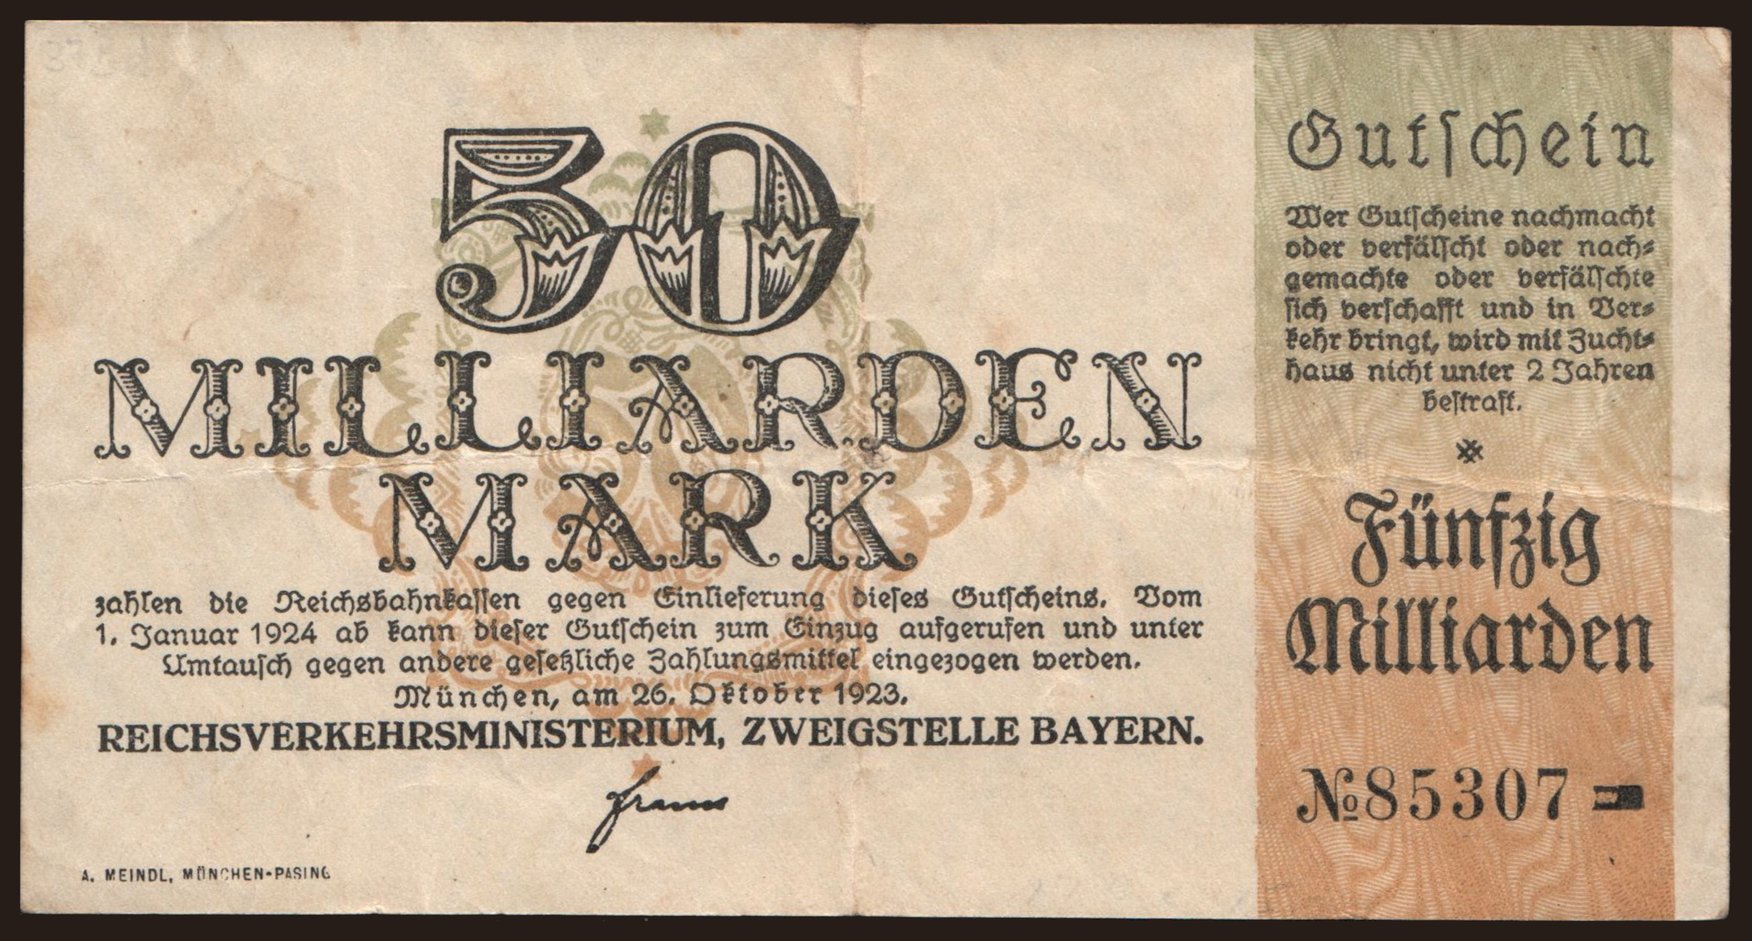 50
MILLIARDEN
MARK
zahlen die Reichsbahnkassen gegen Einlieferung dieses Gutscheins. Vom
1. Januar 1924 ab kann dieser Gutschein zum Einzug aufgerufen und unter
Umtausch gegen andere gesetzliche Zahlungsmittel eingezogen werden.
München, am 26. Oktober 1923.
REICHSVERKEHRSMINISTERIUM, ZWEIGSTELLE BAYERN.
A. MEINDL, MÜNCHEN-PASING
Gutschein
Wer Gutscheine nachmacht
oder verfälscht oder nach-
gemachte oder verfälschte
sich verschafft und in Ver-
kehr bringt, wird mit Zucht-
haus nicht unter 2 Jahren
bestraft.
Fünfzig
Milliarden
№85307